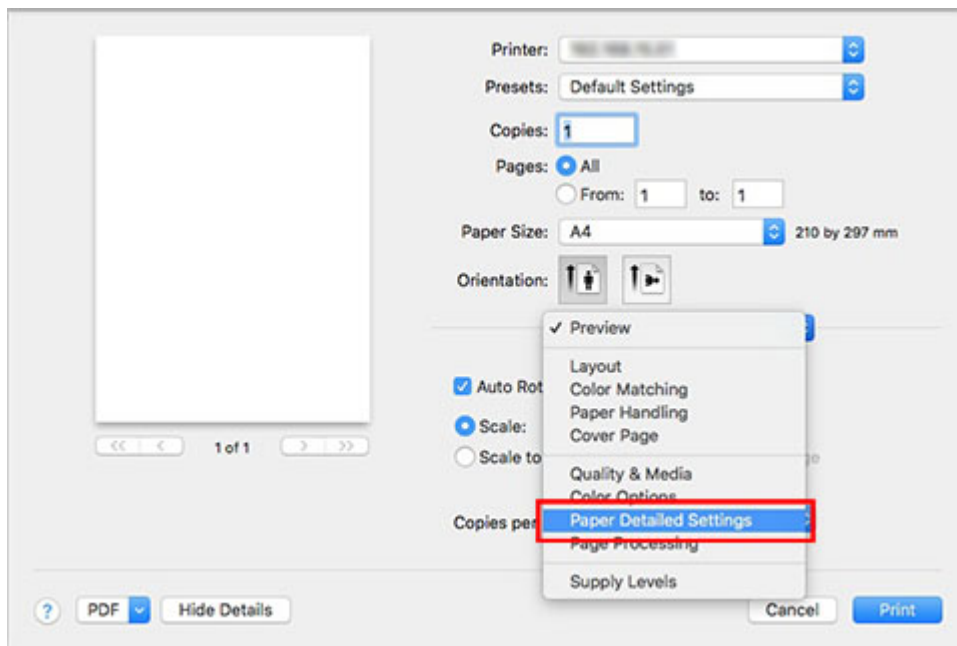 Printer:
Presets: Default Settings
Copies: 1
Pages: All
From: 1 to: 1
Paper Size: A4 210 by 297 mm
Orientation:
✓ Preview
Layout
Auto Rot
Color Matching
Paper Handling
Scale:
Cover Page
Scale to
Quality & Media
Color Options
Copies per
Paper Detailed Settings
Page Processing
Supply Levels
<< < 1 of 1 > >>
? PDF Hide Details Cancel Print